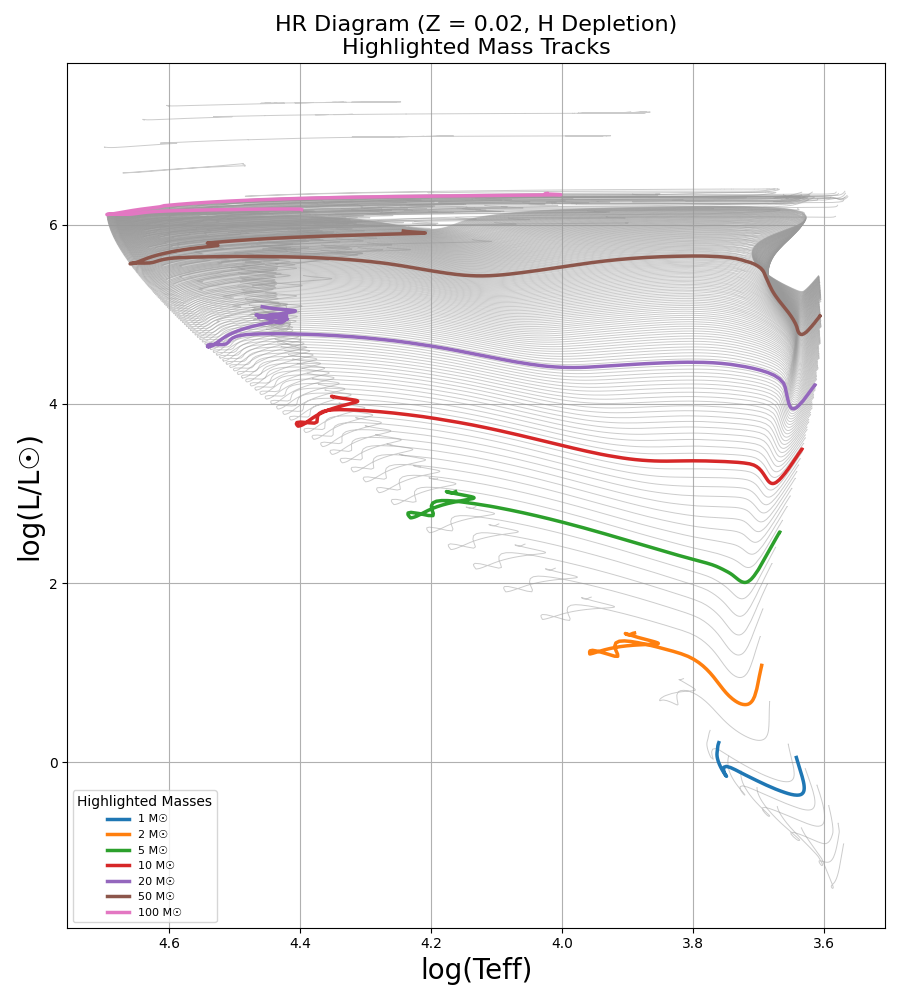 HR Diagram (Z = 0.02, H Depletion)
Highlighted Mass Tracks
log(L/L☉)
6
4
2
0
Highlighted Masses
1 M☉
2 M☉
5 M☉
10 M☉
20 M☉
50 M☉
100 M☉
4.6 4.4 4.2 4.0 3.8 3.6
log(Teff)